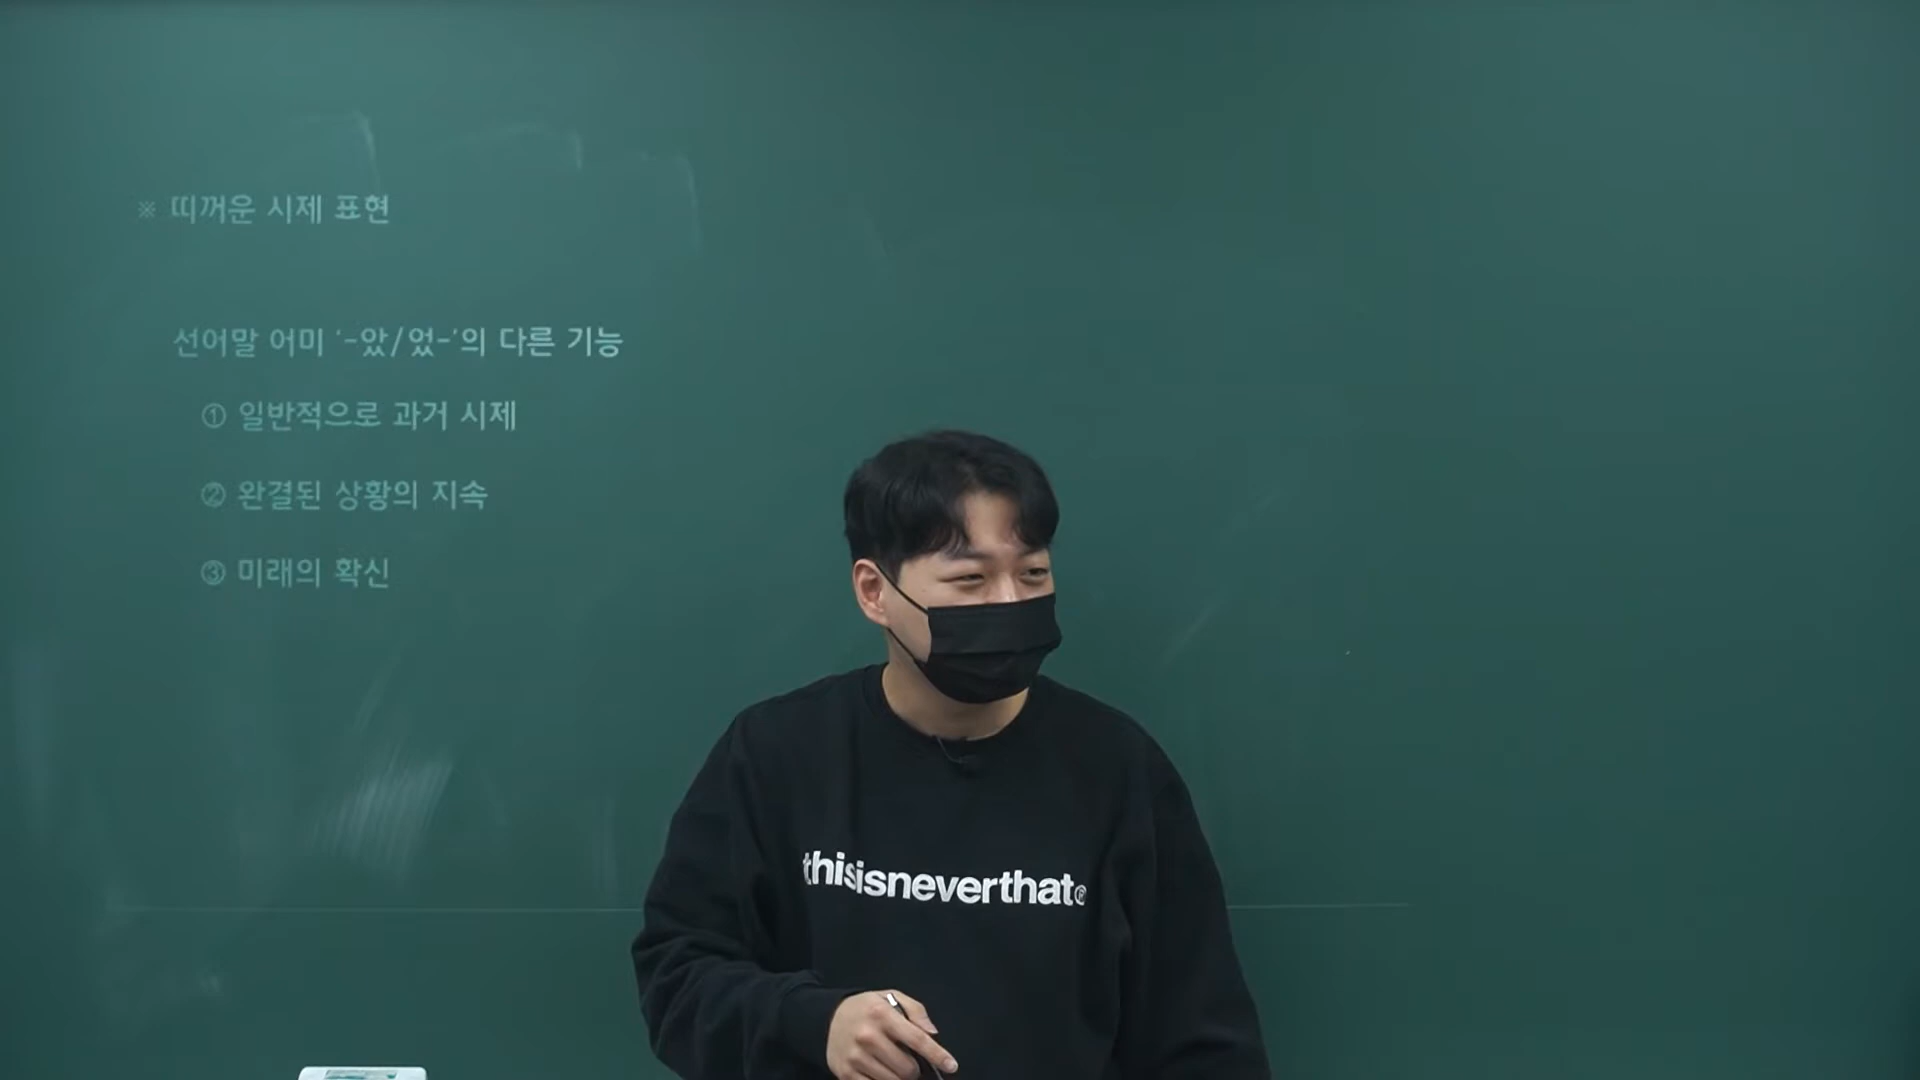 ※ 띠꺼운 시제 표현
선어말 어미 '-았/었-'의 다른 기능
① 일반적으로 과거 시제
② 완결된 상황의 지속
③ 미래의 확신
thisisneverthat®